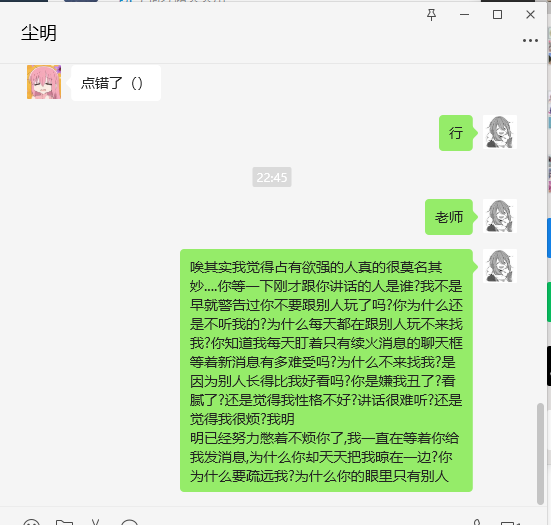 尘明
点错了（）
行
22:45
老师
唉其实我觉得占有欲强的人真的很莫名其
妙....你等一下刚才跟你讲话的人是谁?我不是
早就警告过你不要跟别人玩了吗?你为什么还
是不听我的?为什么每天都在跟别人玩不来找
我?你知道我每天盯着只有续火消息的聊天框
等着新消息有多难受吗?为什么不来找我?是
因为别人长得比我好看吗?你是嫌我丑了?看
腻了?还是觉得我性格不好?讲话很难听?还是
觉得我很烦?我明
明已经努力憋着不烦你了,我一直在等着你给
我发消息,为什么你却天天把我晾在一边?你
为什么要疏远我?为什么你的眼里只有别人